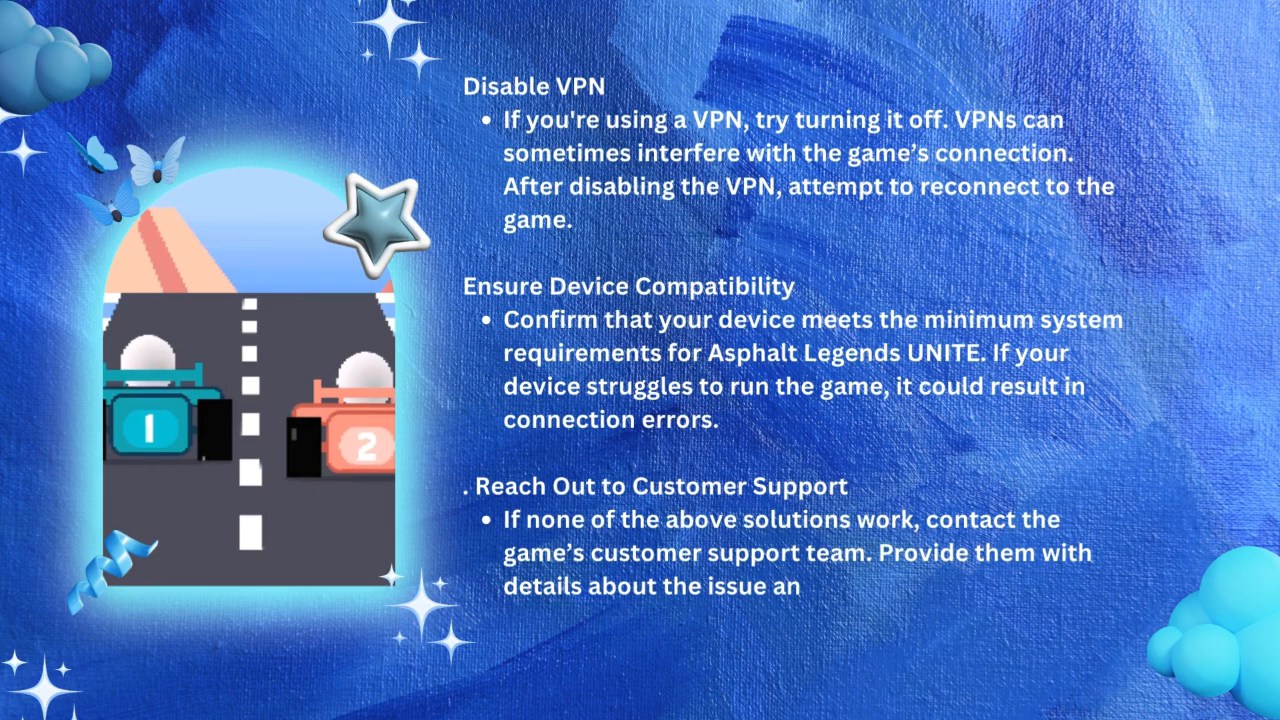 Disable VPN
• If you're using a VPN, try turning it off. VPNs can
sometimes interfere with the game’s connection.
After disabling the VPN, attempt to reconnect to the
game.
Ensure Device Compatibility
• Confirm that your device meets the minimum system
requirements for Asphalt Legends UNITE. If your
device struggles to run the game, it could result in
connection errors.
. Reach Out to Customer Support
• If none of the above solutions work, contact the
game’s customer support team. Provide them with
details about the issue an
1
2